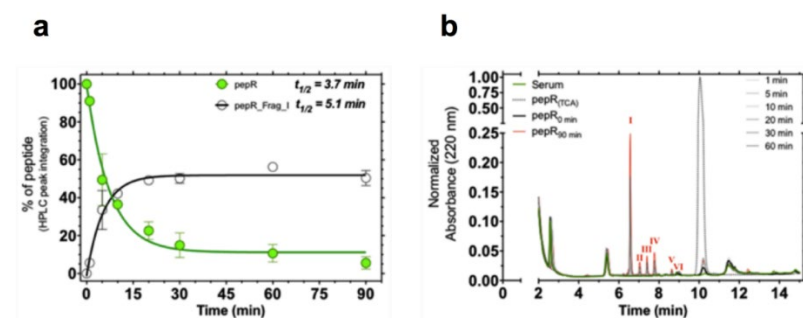 a
b
% of peptide
(HPLC peak integration)
100
80
60
40
20
0
pepR t1/2 = 3.7 min
pepR_Frag_I t1/2 = 5.1 min
0 15 30 45 60 75 90
Time (min)
Normalized
Absorbance (220 nm)
1.00
0.75
0.50
0.25
0.20
0.15
0.10
0.05
0.00
Serum
pepR(TCA)
pepR0 min
pepR90 min
1 min
5 min
10 min
20 min
30 min
60 min
I
II
III
IV
V
VI
0 2 4 6 8 10 12 14
Time (min)